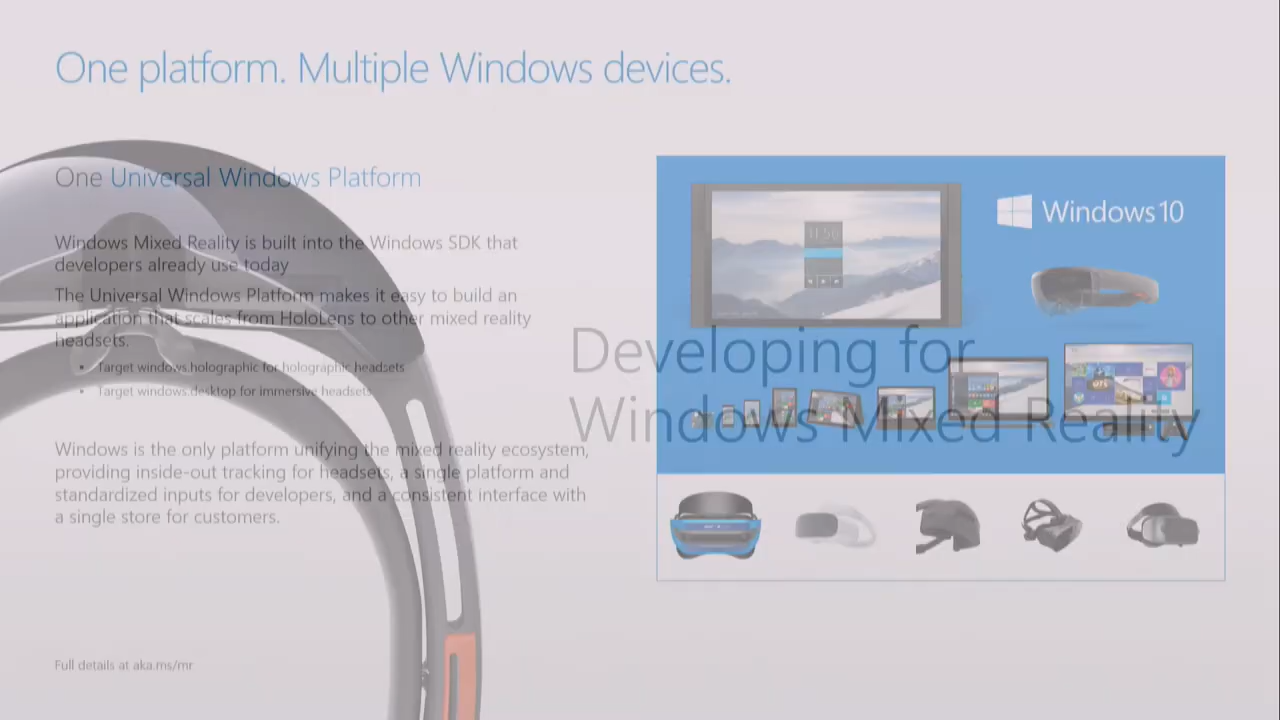 One platform. Multiple Windows devices.
One Universal Windows Platform
Windows Mixed Reality is built into the Windows SDK that
developers already use today
The Universal Windows Platform makes it easy to build an
application that scales from HoloLens to other mixed reality
headsets.
• Target windows.holographic for holographic headsets
• Target windows.desktop for immersive headsets
Windows is the only platform unifying the mixed reality ecosystem,
providing inside-out tracking for headsets, a single platform and
standardized inputs for developers, and a consistent interface with
a single store for customers.
Full details at aka.ms/mr
Windows 10
11:50
Developing for
Windows Mixed Reality